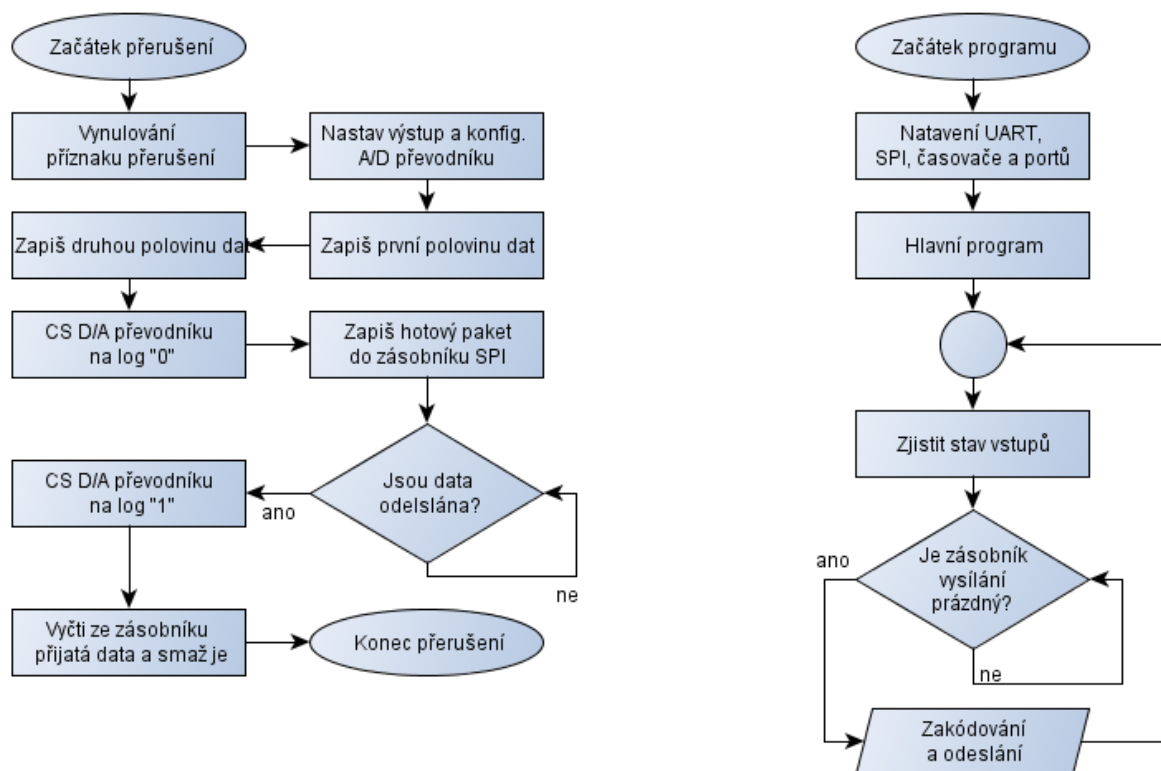 Začátek přerušení
Vynulování
příznaku přerušení
Nastav výstup a konfig.
A/D převodníku
Zapiš první polovinu dat
Zapiš druhou polovinu dat
CS D/A převodníku
na log "0"
Zapiš hotový paket
do zásobníku SPI
Jsou data
odelslána?
ne
ano
CS D/A převodníku
na log "1"
Vyčti ze zásobníku
přijatá data a smaž je
Konec přerušení
Začátek programu
Natavení UART,
SPI, časovače a portů
Hlavní program
Zjistit stav vstupů
Je zásobník
vysílání
prázdný?
ano
ne
Zakódování
a odeslání